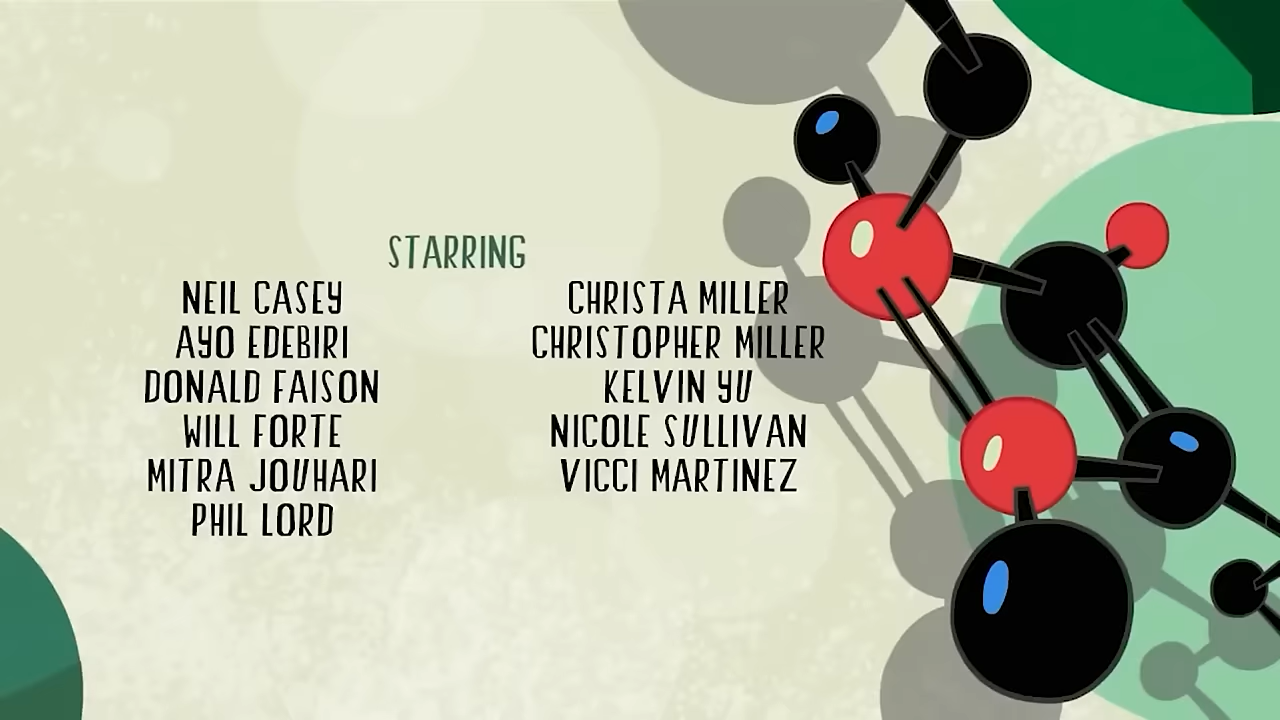 STARRING
NEIL CASEY
AYO EDEBIRI
DONALD FAISON
WILL FORTE
MITRA JOUHARI
PHIL LORD
CHRISTA MILLER
CHRISTOPHER MILLER
KELVIN YU
NICOLE SULLIVAN
VICCI MARTINEZ